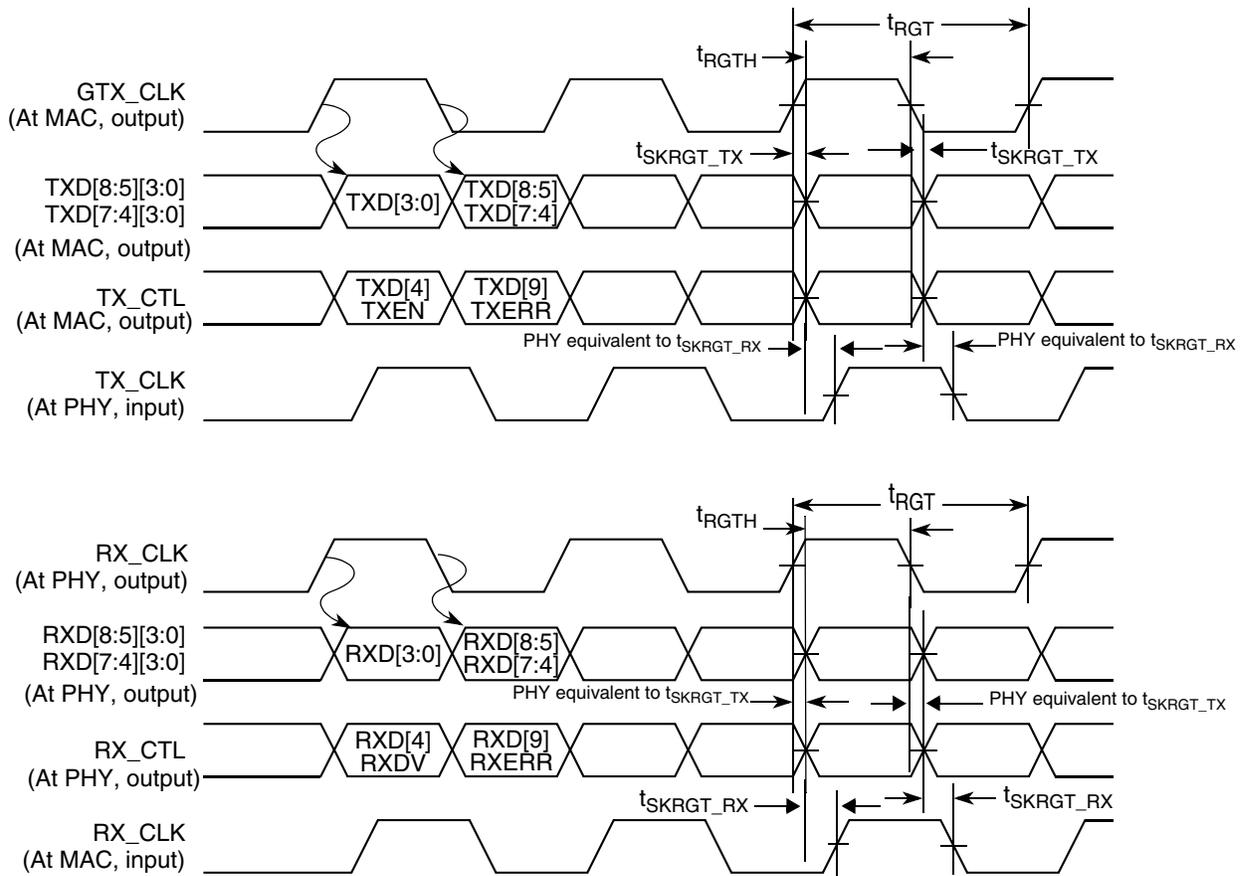 tRGT
tRGTH
GTX_CLK
(At MAC, output)
tSKRGT_TX
tSKRGT_TX
TXD[8:5][3:0]
TXD[7:4][3:0]
(At MAC, output)
TXD[3:0]
TXD[8:5]
TXD[7:4]
TX_CTL
(At MAC, output)
TXD[4]
TXEN
TXD[9]
TXERR
PHY equivalent to tSKRGT_RX
PHY equivalent to tSKRGT_RX
TX_CLK
(At PHY, input)
tRGT
tRGTH
RX_CLK
(At PHY, output)
RXD[8:5][3:0]
RXD[7:4][3:0]
(At PHY, output)
RXD[3:0]
RXD[8:5]
RXD[7:4]
PHY equivalent to tSKRGT_TX
PHY equivalent to tSKRGT_TX
RX_CTL
(At PHY, output)
RXD[4]
RXDV
RXD[9]
RXERR
tSKRGT_RX
tSKRGT_RX
RX_CLK
(At MAC, input)